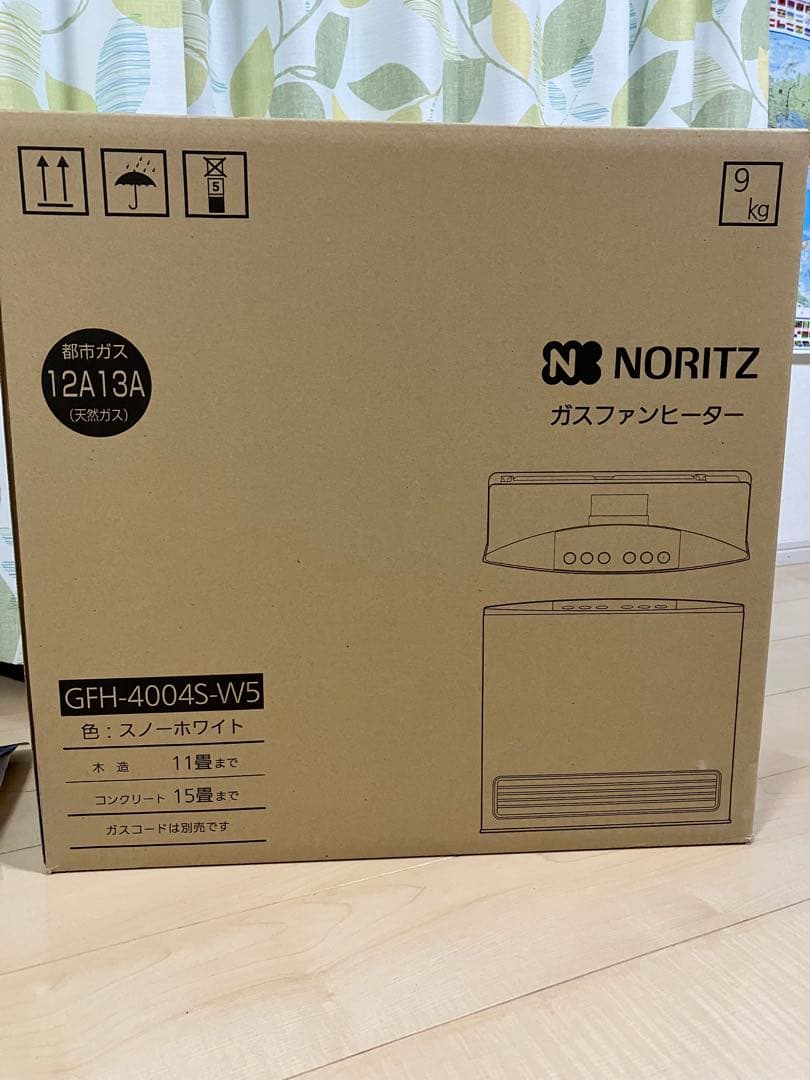 5
9
kg
都市ガス
12A13A
(天然ガス)
NORITZ
ガスファンヒーター
GFH-4004S-W5
色：スノーホワイト
木 造 11畳まで
コンクリート 15畳まで
ガスコードは別売です